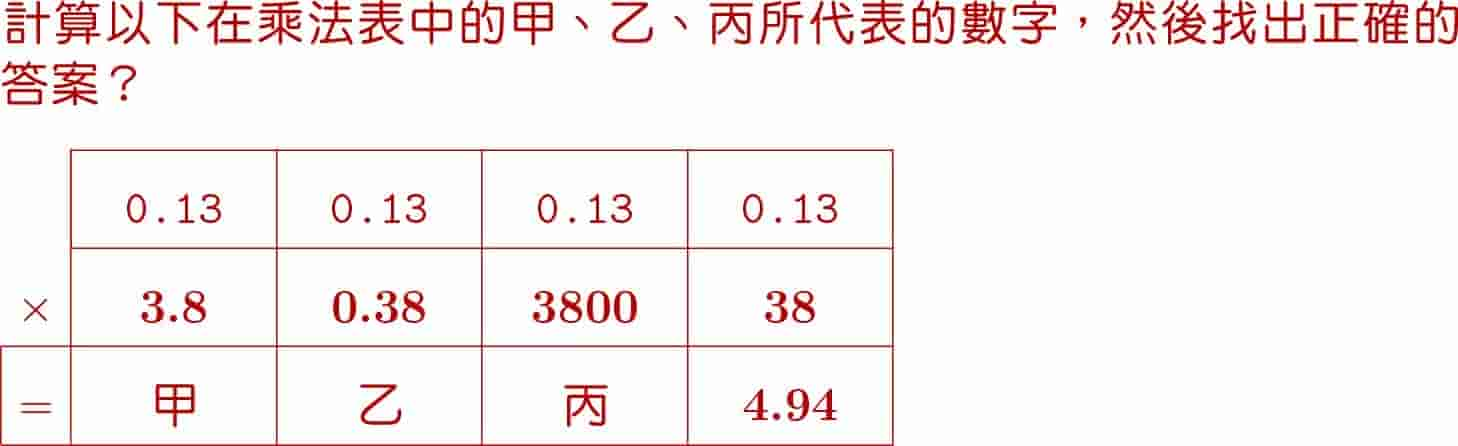 計算以下在乘法表中的甲、乙、丙所代表的數字，然後找出正確的
答案？
0.13 0.13 0.13 0.13
× 3.8 0.38 3800 38
= 甲 乙 丙 4.94